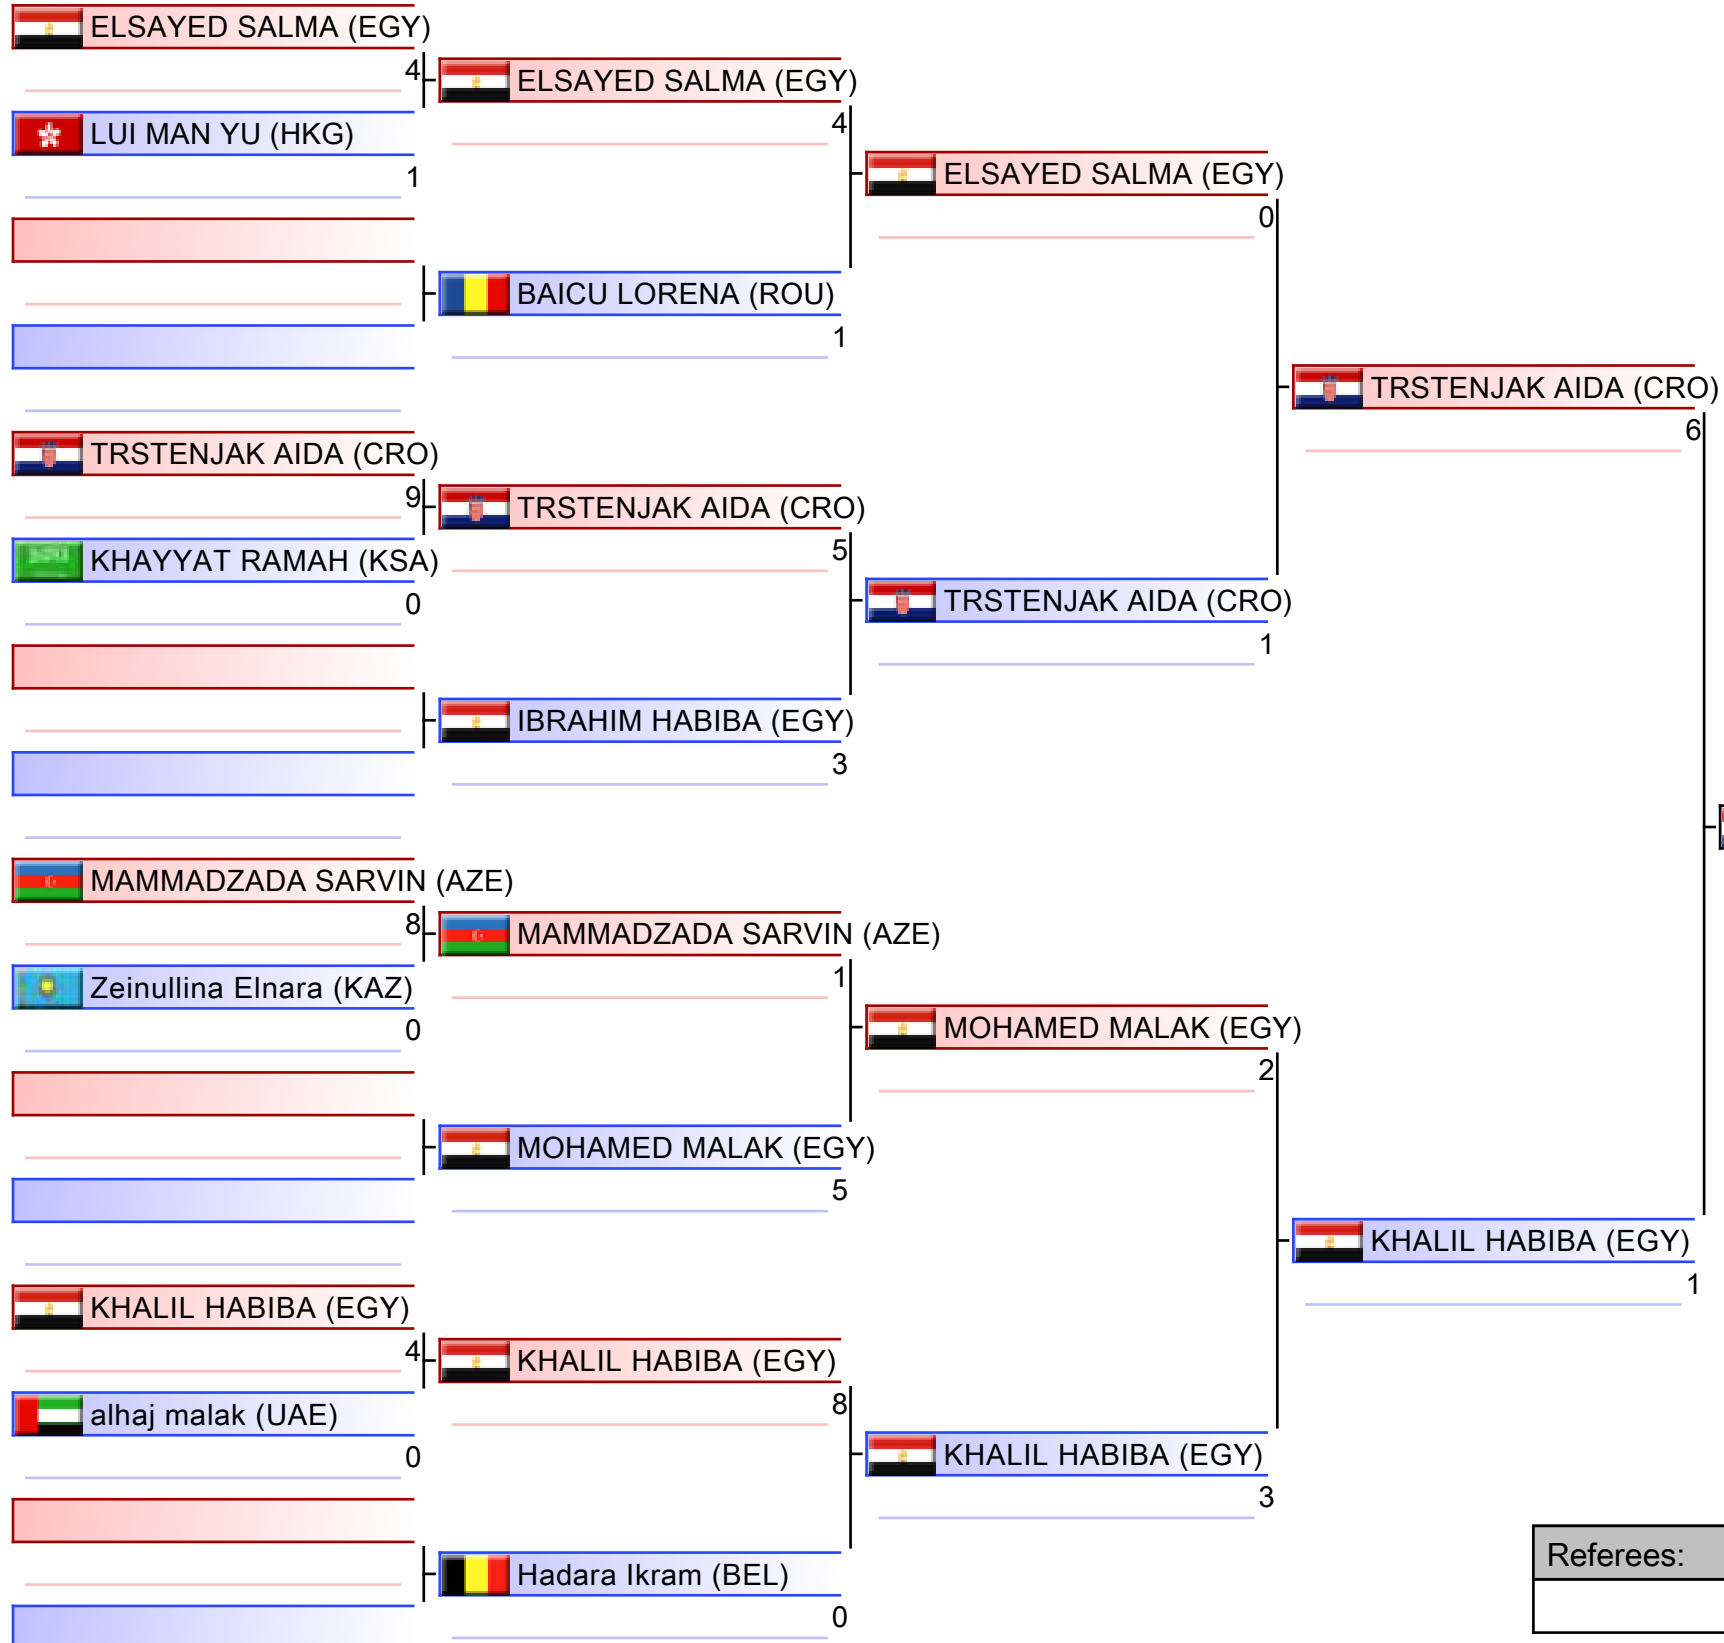 ELSAYED SALMA (EGY)
4
LUI MAN YU (HKG)
1
TRSTENJAK AIDA (CRO)
9
KHAYYAT RAMAH (KSA)
0
MAMMADZADA SARVIN (AZE)
8
Zeinullina Elnara (KAZ)
0
KHALIL HABIBA (EGY)
4
alhaj malak (UAE)
0
ELSAYED SALMA (EGY)
4
BAICU LORENA (ROU)
1
TRSTENJAK AIDA (CRO)
5
IBRAHIM HABIBA (EGY)
3
MAMMADZADA SARVIN (AZE)
1
MOHAMED MALAK (EGY)
5
KHALIL HABIBA (EGY)
8
Hadara Ikram (BEL)
0
ELSAYED SALMA (EGY)
0
TRSTENJAK AIDA (CRO)
1
MOHAMED MALAK (EGY)
2
KHALIL HABIBA (EGY)
3
TRSTENJAK AIDA (CRO)
6
KHALIL HABIBA (EGY)
1
Referees: